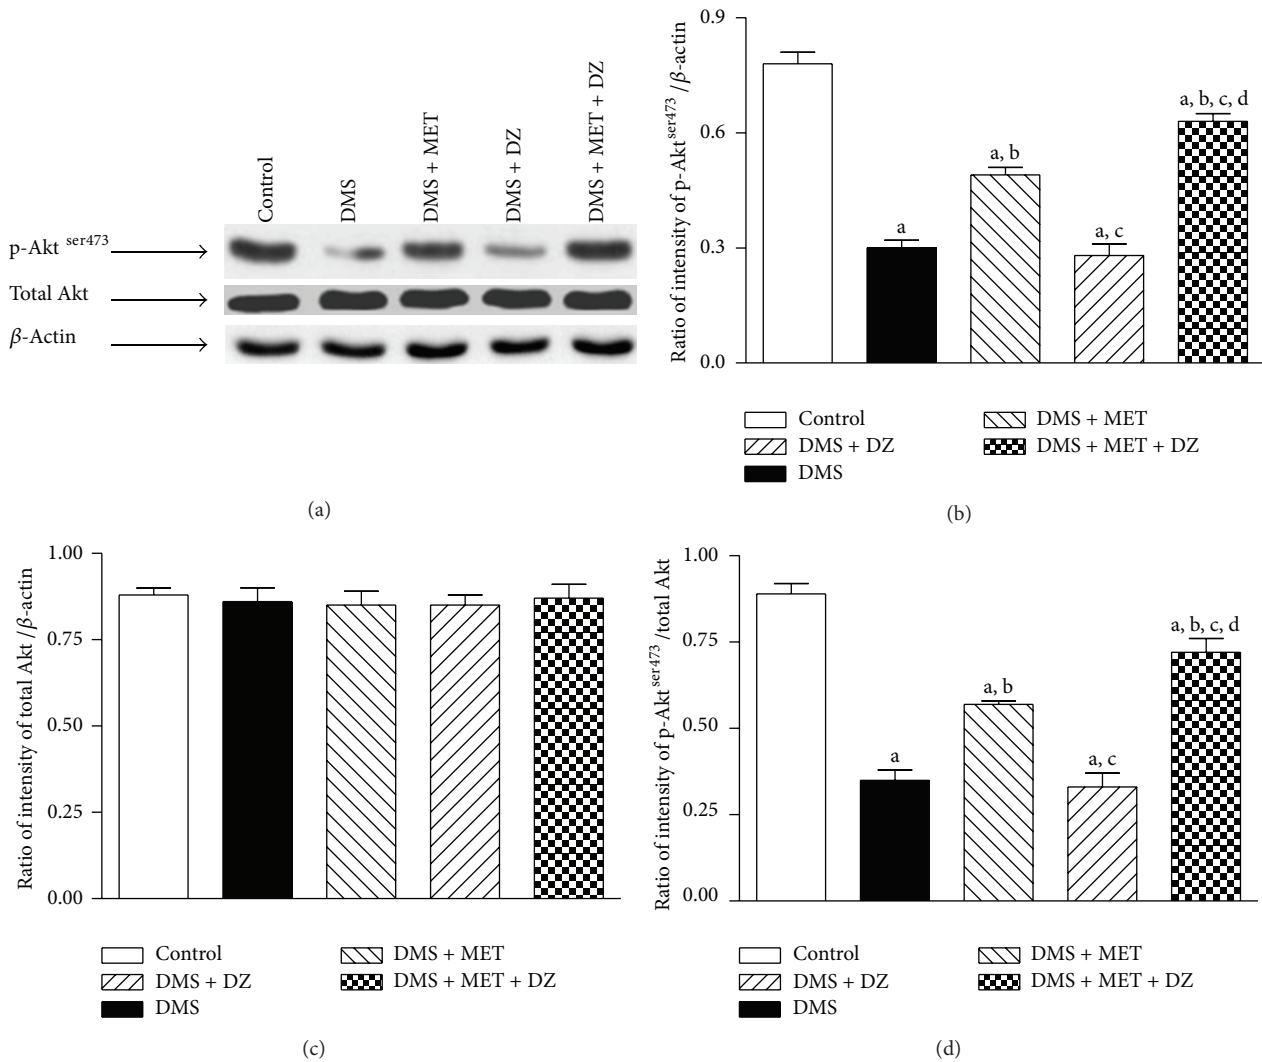 Control
DMS
DMS + MET
DMS + DZ
DMS + MET + DZ
p-Akt ser473
Total Akt
β-Actin
(a)
Ratio of intensity of p-Akt ser473 /β-actin
0.9
0.6
0.3
0.0
a
a, b
a, c
a, b, c, d
Control
DMS + MET
DMS + DZ
DMS + MET + DZ
DMS
(b)
Ratio of intensity of total Akt /β-actin
1.00
0.75
0.50
0.25
0.00
Control
DMS + MET
DMS + DZ
DMS + MET + DZ
DMS
(c)
Ratio of intensity of p-Akt ser473 /total Akt
1.00
0.75
0.50
0.25
0.00
a
a, b
a, c
a, b, c, d
Control
DMS + MET
DMS + DZ
DMS + MET + DZ
DMS
(d)